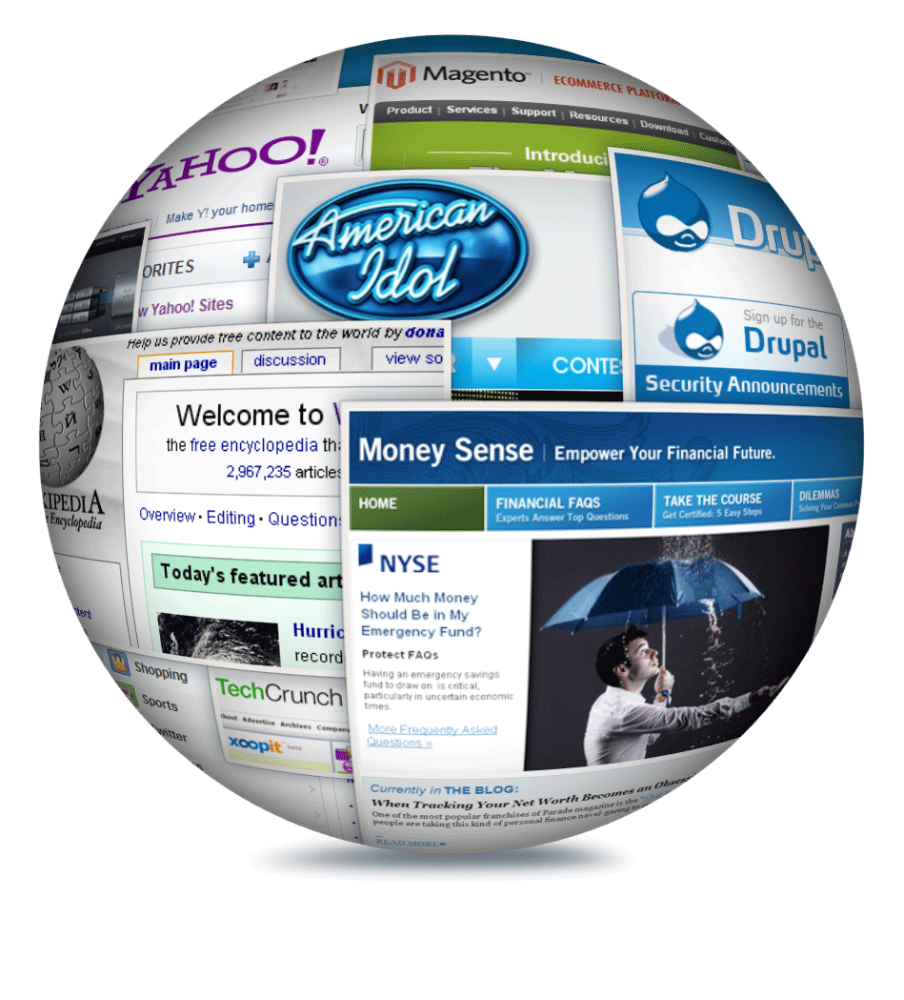 Magento™ | ECOMMERCE PLATFORM
Product | Services | Support | Resources | Download | Custom
Introduci
YAHOO!®
Make Y! your home
ORITES
w Yahoo! Sites
American
Idol
CONTES
Drup
Sign up for the
Drupal
Security Announcements
Help us provide free content to the world by dona
main page
discussion
view so
Welcome to
the free encyclopedia tha
2,967,235 articles
Overview · Editing · Questions
Today's featured art
Hurric
record
KIPEDIA
e Encyclopedia
Money Sense | Empower Your Financial Future.
HOME
FINANCIAL FAQS
Experts Answer Top Questions
TAKE THE COURSE
Get Certified: 5 Easy Steps
DILEMMAS
Solving Your Common
Ab
NYSE
How Much Money
Should Be in My
Emergency Fund?
Protect FAQs
Having an emergency savings
fund to draw on is critical,
particularly in uncertain economic
times.
More Frequently Asked
Questions »
Shopping
Sports
Twitter
TechCrunch
About Advertise Archives Company
xoopit beta
Currently in THE BLOG:
When Tracking Your Net Worth Becomes an Obsess
One of the most popular franchises of Parade magazine is the
people are taking this kind of personal finance navel-gazing to
READ MORE»